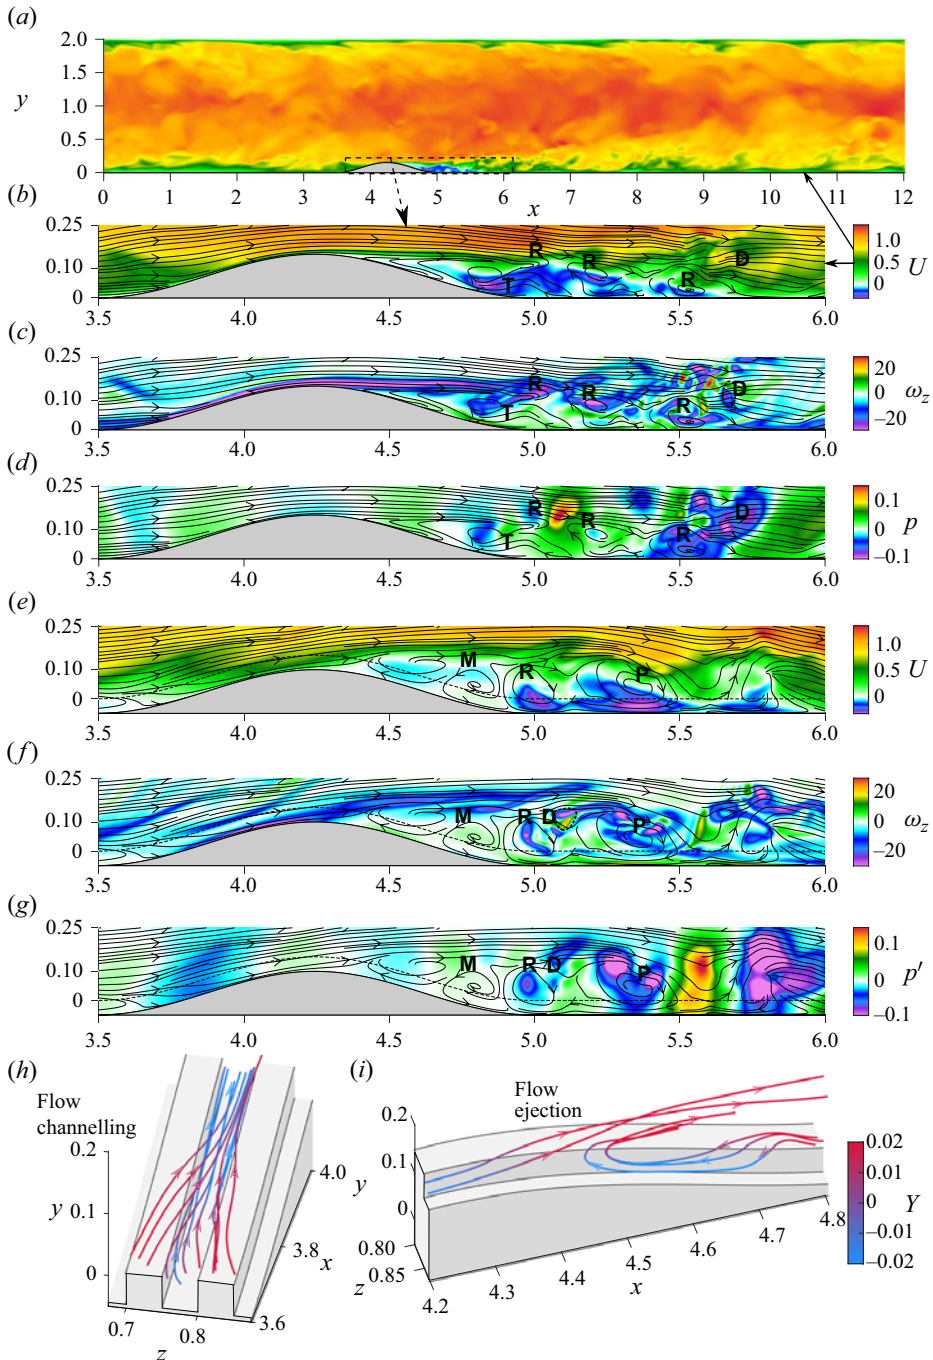 (a)
2.0
1.5
y
1.0
0.5
0
0 1 2 3 4 5 6 7 8 9 10 11 12
x
(b)
0.25
0.10
0
R
R
D
T
R
1.0
0.5
0
U
3.5 4.0 4.5 5.0 5.5 6.0
(c)
0.25
0.10
0
R
R
D
T
R
20
0
–20
ω_z
3.5 4.0 4.5 5.0 5.5 6.0
(d)
0.25
0.10
0
R
R
D
T
R
0.1
0
–0.1
p
3.5 4.0 4.5 5.0 5.5 6.0
(e)
0.25
0.10
0
M
R
P
1.0
0.5
0
U
3.5 4.0 4.5 5.0 5.5 6.0
(f)
0.25
0.10
0
M
R
D
P
20
0
–20
ω_z
3.5 4.0 4.5 5.0 5.5 6.0
(g)
0.25
0.10
0
M
R
D
P
0.1
0
–0.1
p′
3.5 4.0 4.5 5.0 5.5 6.0
(h)
Flow
channelling
0.2
y
0.1
0
0.7
0.8
z
3.6
3.8
4.0
x
(i)
Flow
ejection
0.2
0.1
y
0
0.80
0.85
z
4.2 4.3 4.4 4.5 4.6 4.7 4.8
x
0.02
0.01
0
–0.01
–0.02
Y